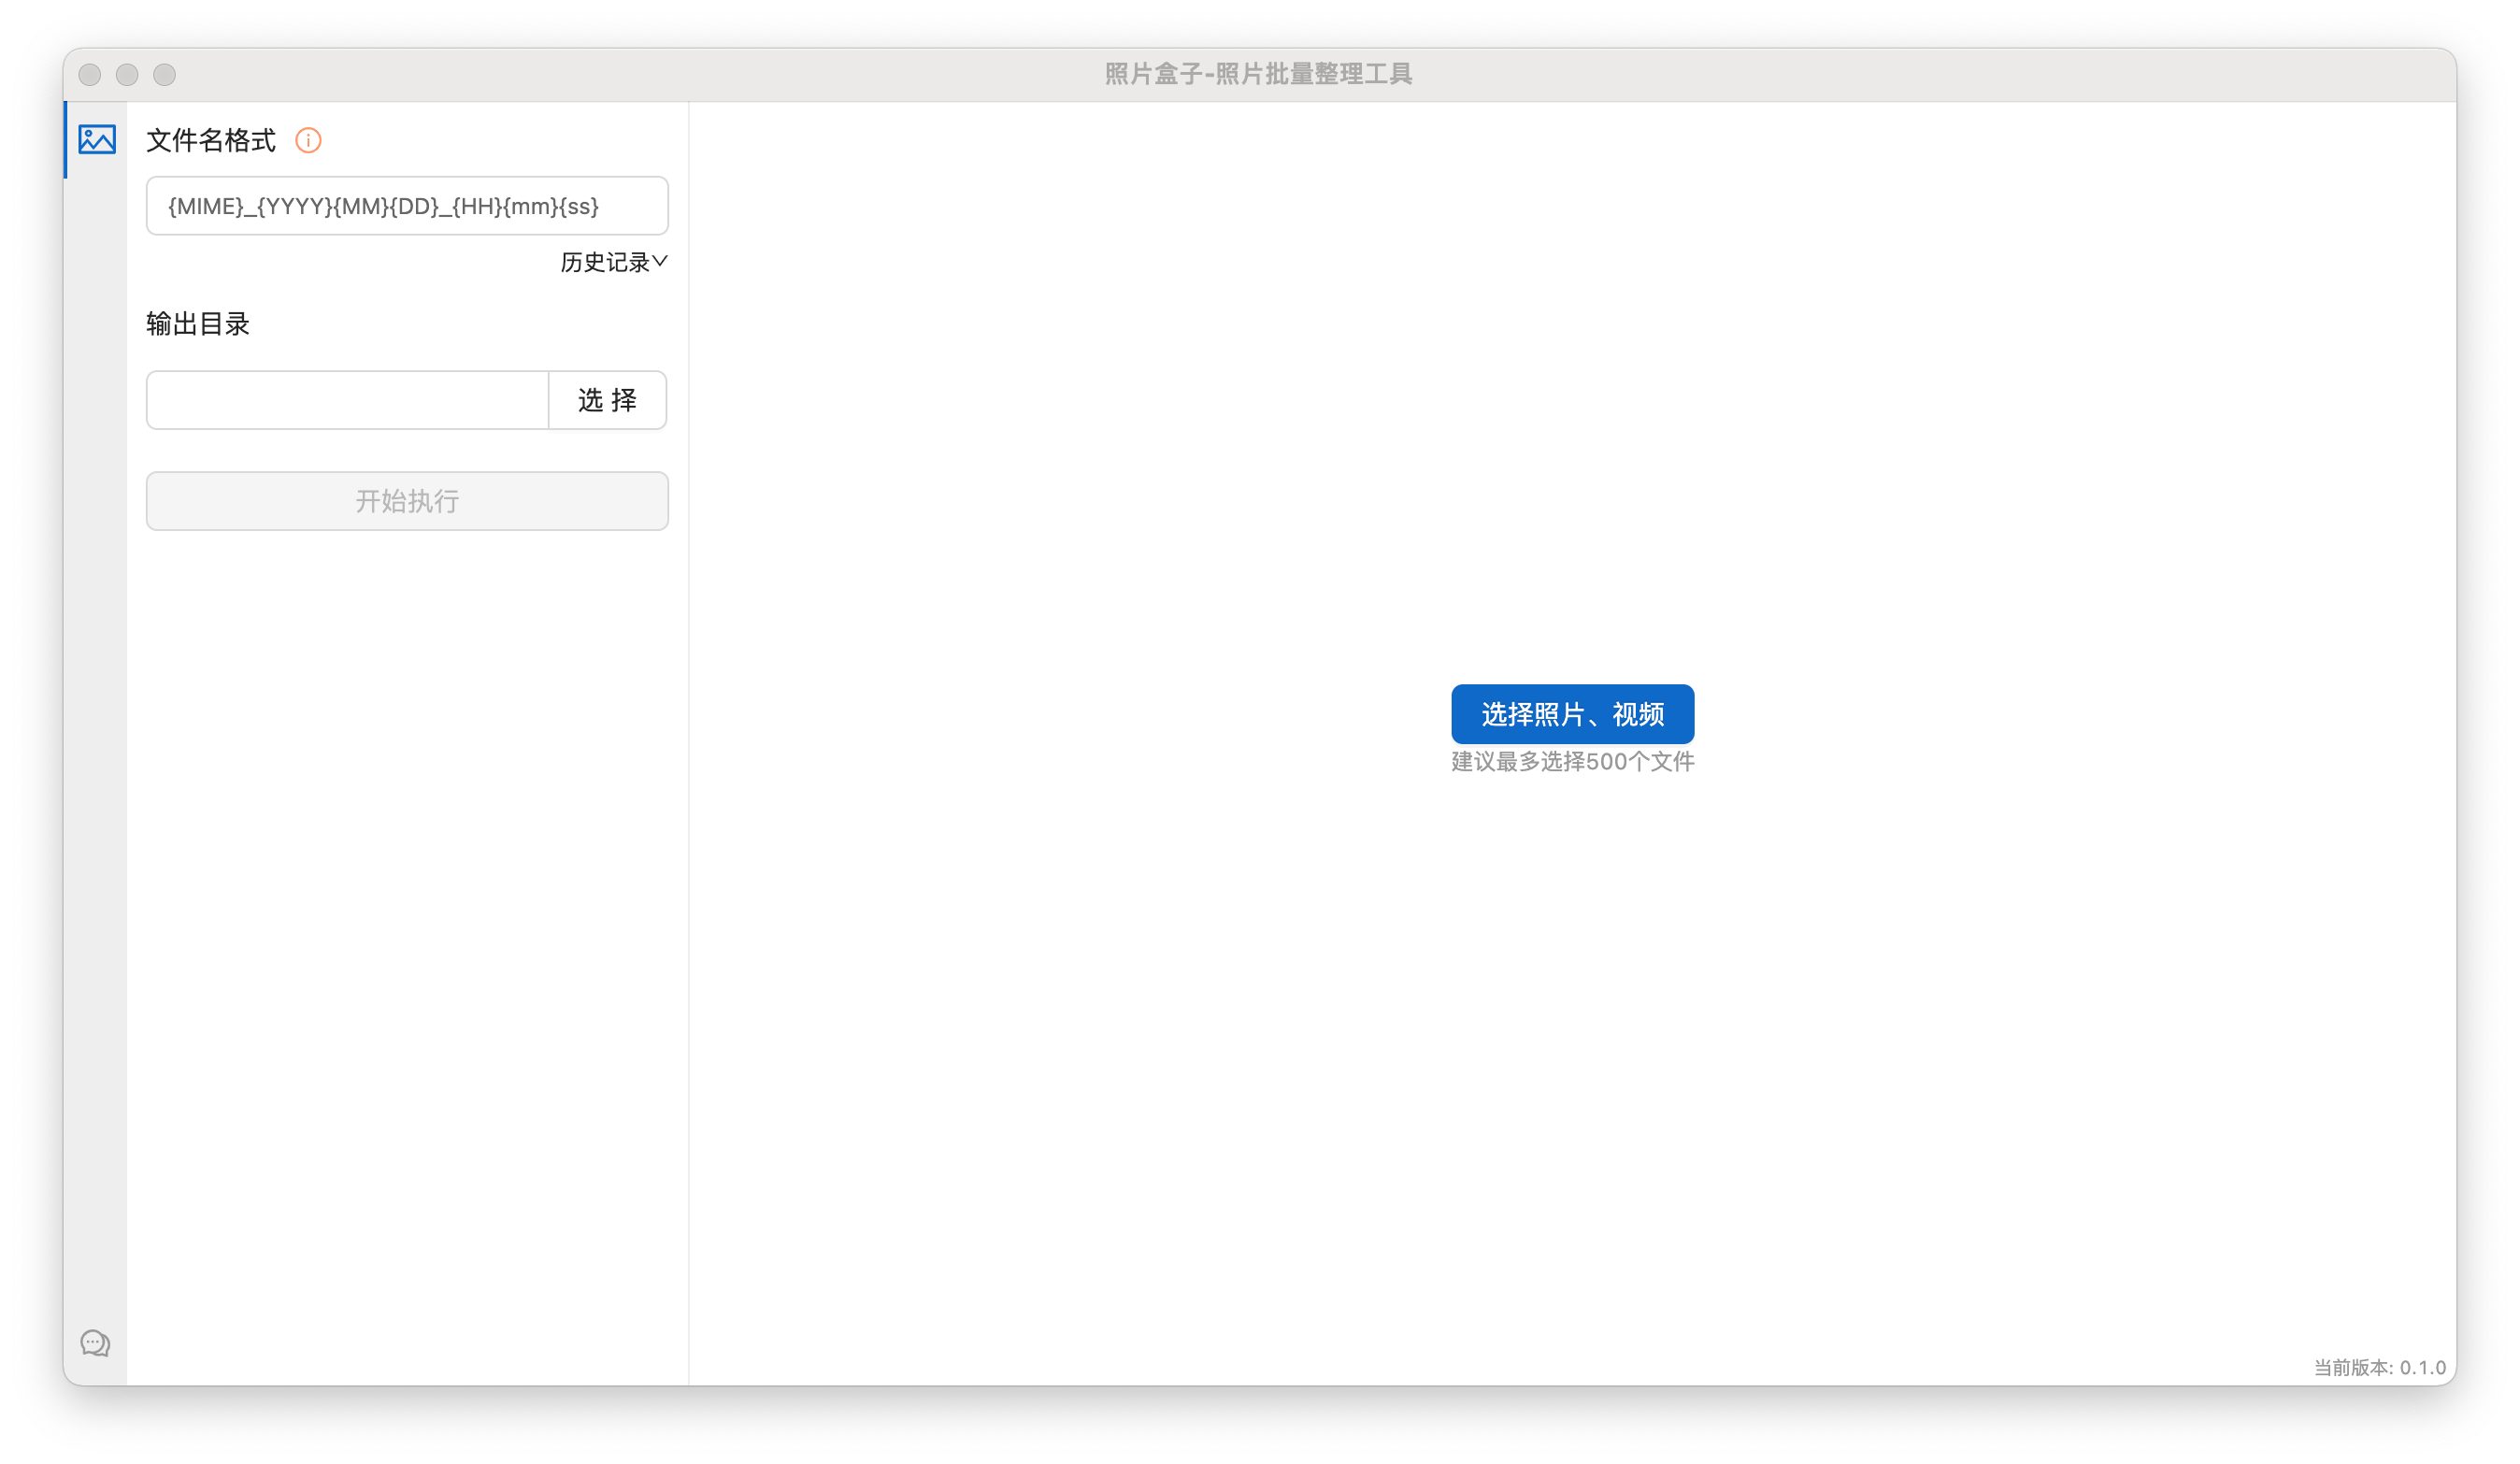 照片盒子-照片批量整理工具
文件名格式
{MIME}_{YYYY}{MM}{DD}_{HH}{mm}{ss}
历史记录
输出目录
选 择
开始执行
选择照片、视频
建议最多选择500个文件
当前版本: 0.1.0